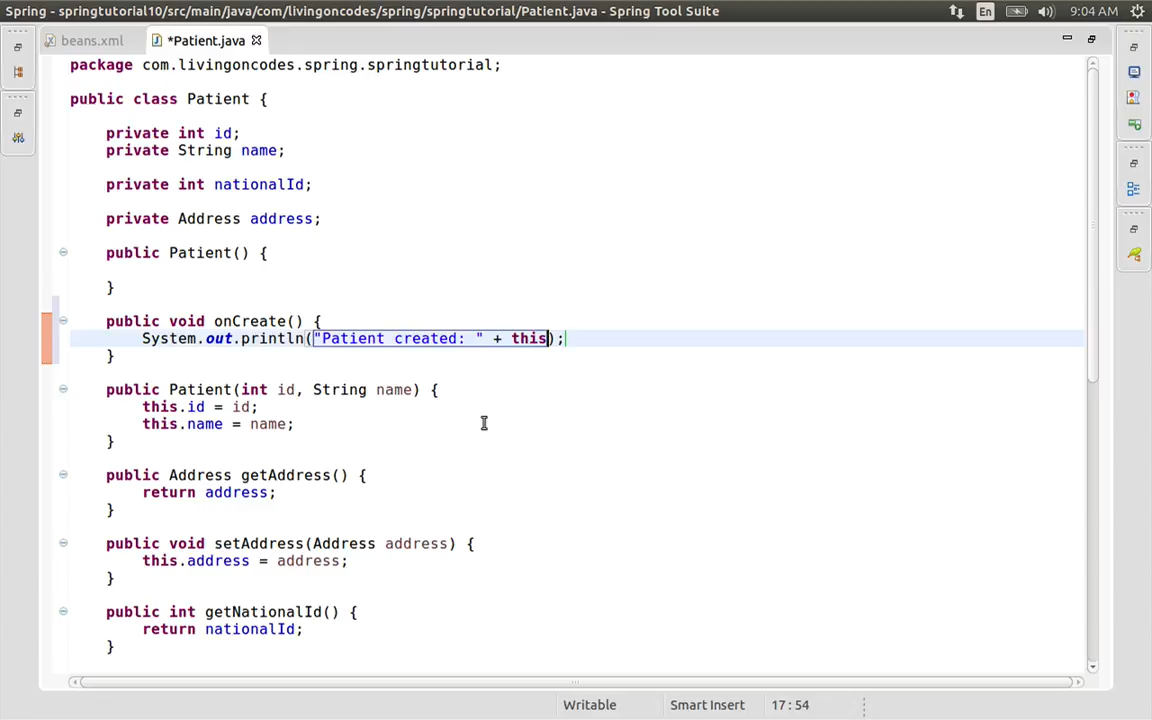 Spring - springtutorial10/src/main/java/com/livingoncodes/spring/springtutorial/Patient.java - Spring Tool Suite
En
9:04 AM
beans.xml
*Patient.java
package com.livingoncodes.spring.springtutorial;
public class Patient {
private int id;
private String name;
private int nationalId;
private Address address;
public Patient() {
}
public void onCreate() {
System.out.println("Patient created: " + this);
}
public Patient(int id, String name) {
this.id = id;
this.name = name;
}
public Address getAddress() {
return address;
}
public void setAddress(Address address) {
this.address = address;
}
public int getNationalId() {
return nationalId;
}
Writable
Smart Insert
17 : 54